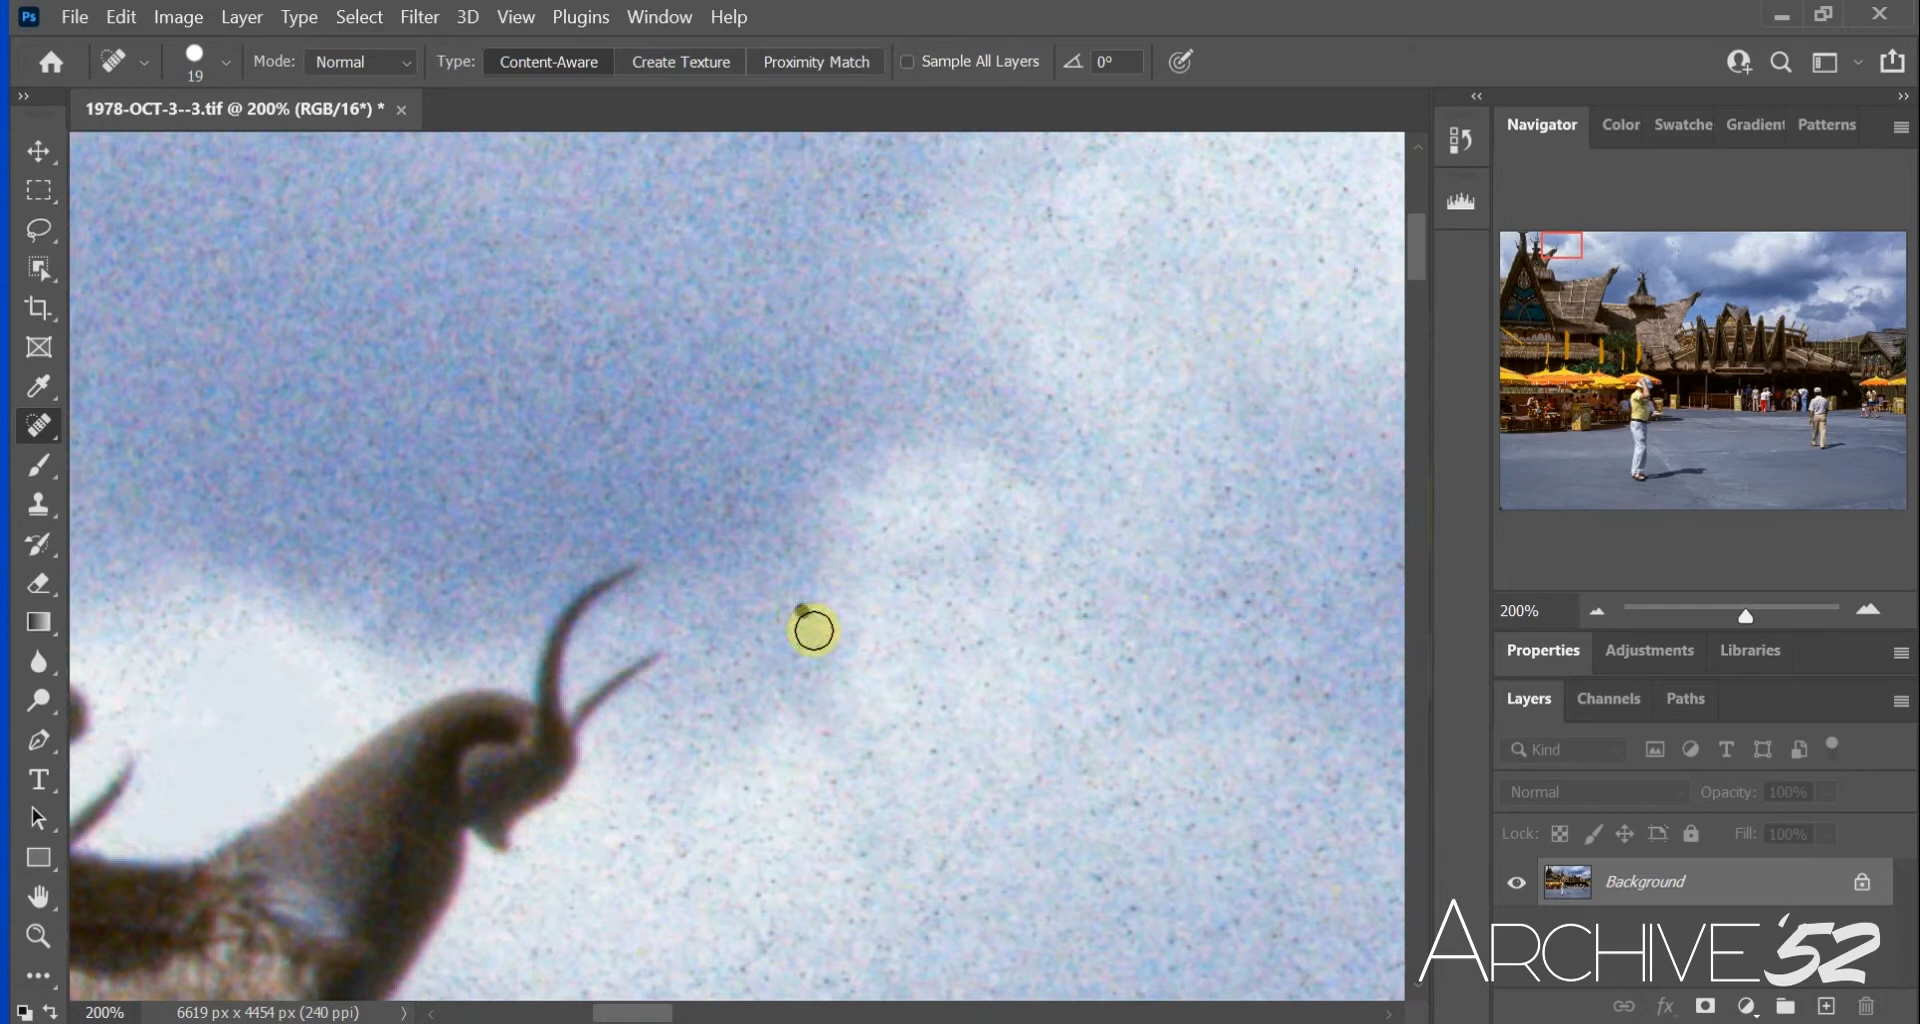 Ps File Edit Image Layer Type Select Filter 3D View Plugins Window Help
19 Mode: Normal Type: Content-Aware Create Texture Proximity Match Sample All Layers 0°
1978-OCT-3--3.tif @ 200% (RGB/16*) * ×
Navigator Color Swatche Gradient Patterns
200%
Properties Adjustments Libraries
Layers Channels Paths
Kind
Normal Opacity: 100%
Lock: Fill: 100%
Background
ARCHIVE '52
200% 6619 px x 4454 px (240 ppi)
fx